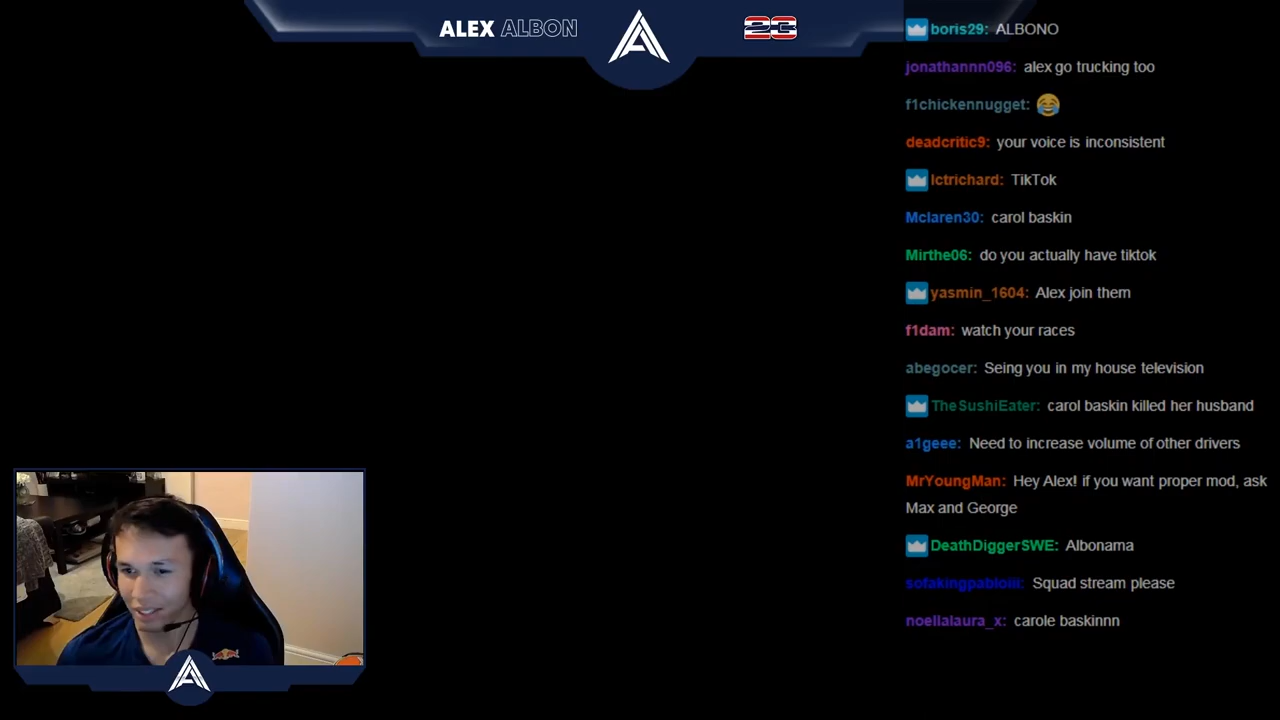 ALEX ALBON
23
boris29: ALBONO
jonathannn096: alex go trucking too
f1chickennugget: 😂
deadcritic9: your voice is inconsistent
lctrichard: TikTok
Mclaren30: carol baskin
Mirthe06: do you actually have tiktok
yasmin_1604: Alex join them
f1dam: watch your races
abegocer: Seing you in my house television
TheSushiEater: carol baskin killed her husband
a1geee: Need to increase volume of other drivers
MrYoungMan: Hey Alex! if you want proper mod, ask
Max and George
DeathDiggerSWE: Albonama
sofakingpabloiii: Squad stream please
noellalaura_x: carole baskinnn